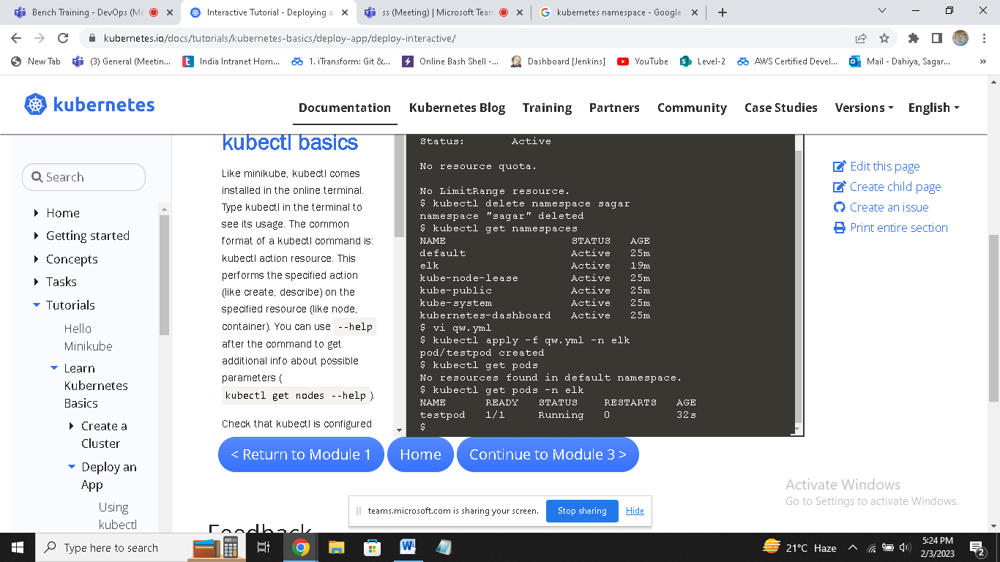 Bench Training - DevOps (Me
Interactive Tutorial - Deploying an
ss (Meeting) | Microsoft Team
kubernetes namespace - Google
kubernetes.io/docs/tutorials/kubernetes-basics/deploy-app/deploy-interactive/
New Tab
(3) General (Meetin...
India Intranet Hom...
1. iTransform: Git &...
Online Bash Shell -...
Dashboard [Jenkins]
YouTube
Level-2
AWS Certified Devel...
Mail - Dahiya, Sagar...
kubernetes
Documentation
Kubernetes Blog
Training
Partners
Community
Case Studies
Versions
English
Search
Home
Getting started
Concepts
Tasks
Tutorials
Hello
Minikube
Learn
Kubernetes
Basics
Create a
Cluster
Deploy an
App
Using
kubectl
kubectl basics
Like minikube, kubectl comes
installed in the online terminal.
Type kubectl in the terminal to
see its usage. The common
format of a kubectl command is:
kubectl action resource. This
performs the specified action
(like create, describe) on the
specified resource (like node,
container). You can use --help
after the command to get
additional info about possible
parameters (
kubectl get nodes --help ).
Check that kubectl is configured
Status: Active
No resource quota.
No LimitRange resource.
$ kubectl delete namespace sagar
namespace "sagar" deleted
$ kubectl get namespaces
NAME STATUS AGE
default Active 25m
elk Active 19m
kube-node-lease Active 25m
kube-public Active 25m
kube-system Active 25m
kubernetes-dashboard Active 25m
$ vi qw.yml
$ kubectl apply -f qw.yml -n elk
pod/testpod created
$ kubectl get pods
No resources found in default namespace.
$ kubectl get pods -n elk
NAME READY STATUS RESTARTS AGE
testpod 1/1 Running 0 32s
$
Edit this page
Create child page
Create an issue
Print entire section
< Return to Module 1
Home
Continue to Module 3 >
Feedback
Activate Windows
Go to Settings to activate Windows.
teams.microsoft.com is sharing your screen.
Stop sharing
Hide
Type here to search
21°C Haze
5:24 PM
2/3/2023
2